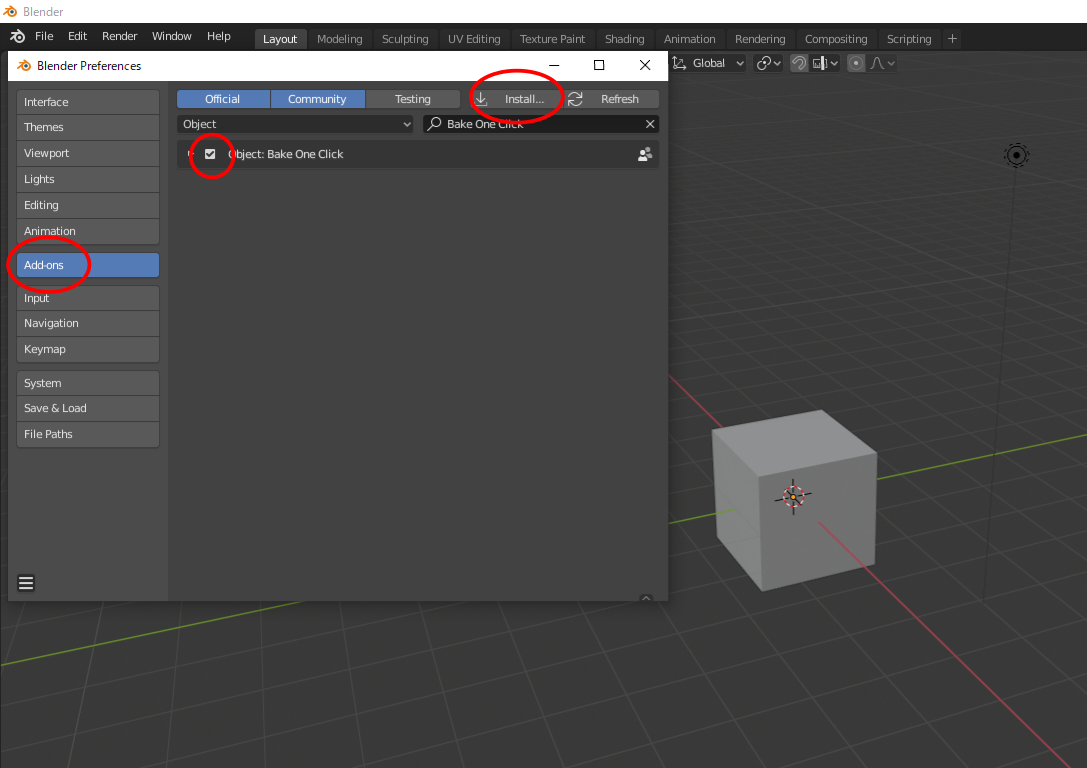 Blender
File Edit Render Window Help Layout Modeling Sculpting UV Editing Texture Paint Shading Animation Rendering Compositing Scripting +
Blender Preferences
Global
Interface
Themes
Viewport
Lights
Editing
Animation
Add-ons
Input
Navigation
Keymap
System
Save & Load
File Paths
Official Community Testing Install... Refresh
Object Bake One Click
Object: Bake One Click